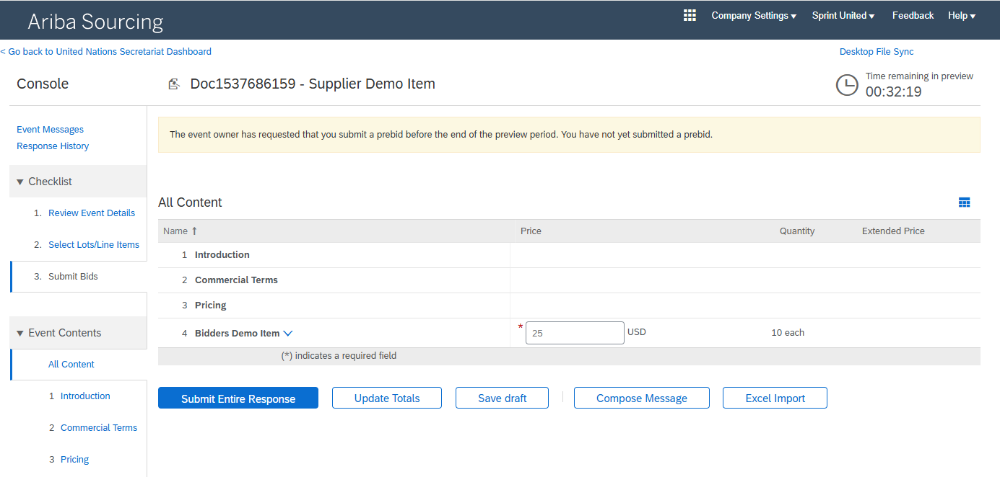 Ariba Sourcing
Company Settings ▾ Sprint United ▾ Feedback Help ▾
< Go back to United Nations Secretariat Dashboard Desktop File Sync
Console
Doc1537686159 - Supplier Demo Item
Time remaining in preview
00:32:19
Event Messages
Response History
▼ Checklist
1. Review Event Details
2. Select Lots/Line Items
3. Submit Bids
▼ Event Contents
All Content
1 Introduction
2 Commercial Terms
3 Pricing
The event owner has requested that you submit a prebid before the end of the preview period. You have not yet submitted a prebid.
All Content
Name ↑ Price Quantity Extended Price
1 Introduction
2 Commercial Terms
3 Pricing
4 Bidders Demo Item * 25 USD 10 each
(*) indicates a required field
Submit Entire Response Update Totals Save draft Compose Message Excel Import